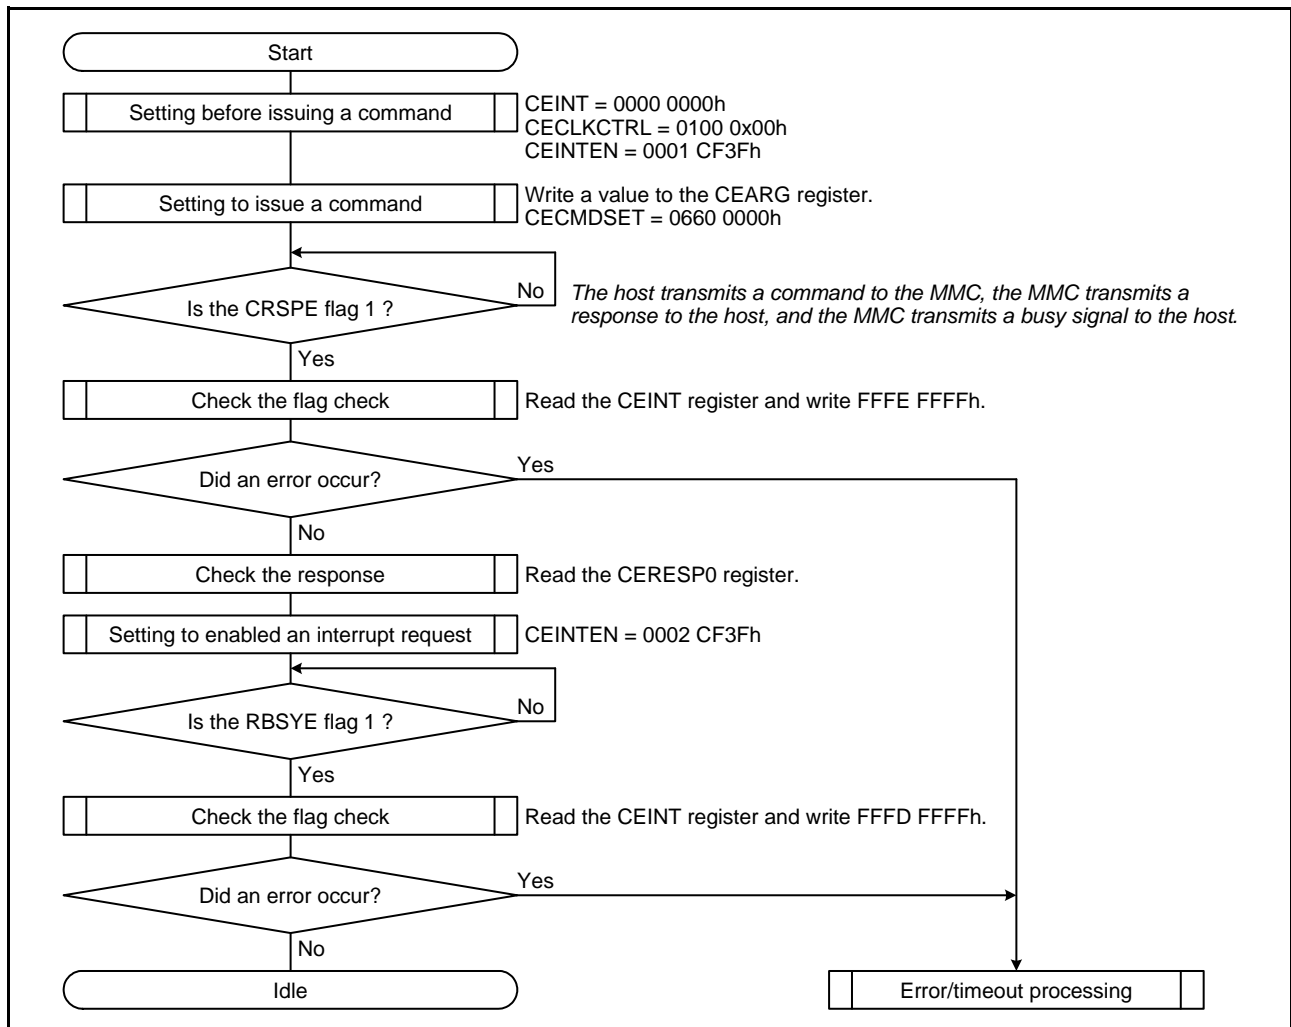 Start
Setting before issuing a command
CEINT = 0000 0000h
CECLKCTRL = 0100 0x00h
CEINTEN = 0001 CF3Fh
Setting to issue a command
Write a value to the CEARG register.
CECMDSET = 0660 0000h
Is the CRSPE flag 1 ?
No
The host transmits a command to the MMC, the MMC transmits a
response to the host, and the MMC transmits a busy signal to the host.
Yes
Check the flag check
Read the CEINT register and write FFFE FFFFh.
Did an error occur?
Yes
No
Check the response
Read the CERESP0 register.
Setting to enabled an interrupt request
CEINTEN = 0002 CF3Fh
Is the RBSYE flag 1 ?
No
Yes
Check the flag check
Read the CEINT register and write FFFD FFFFh.
Did an error occur?
Yes
No
Idle
Error/timeout processing